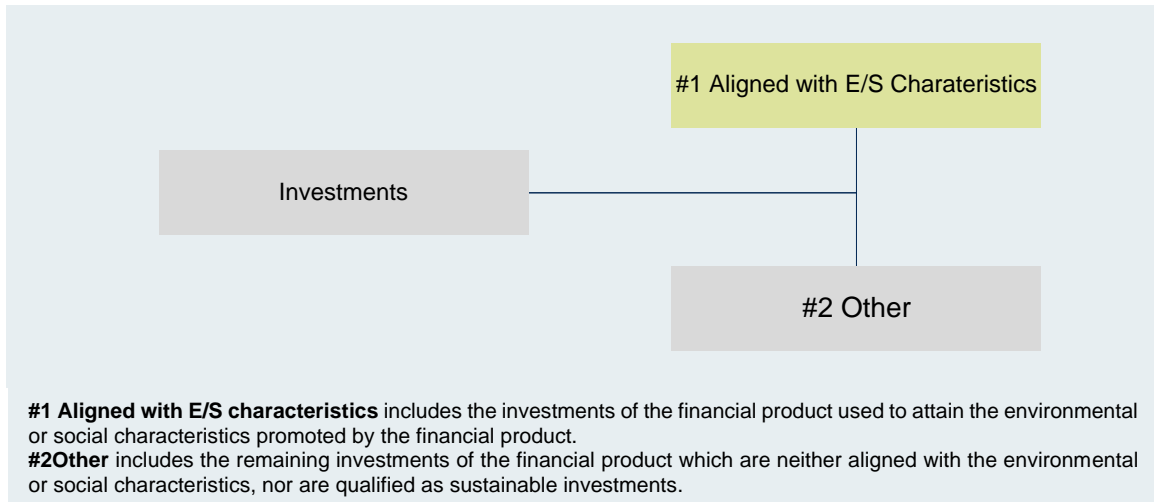 #1 Aligned with E/S Charateristics
Investments
#2 Other
#1 Aligned with E/S characteristics includes the investments of the financial product used to attain the environmental
or social characteristics promoted by the financial product.
#2Other includes the remaining investments of the financial product which are neither aligned with the environmental
or social characteristics, nor are qualified as sustainable investments.